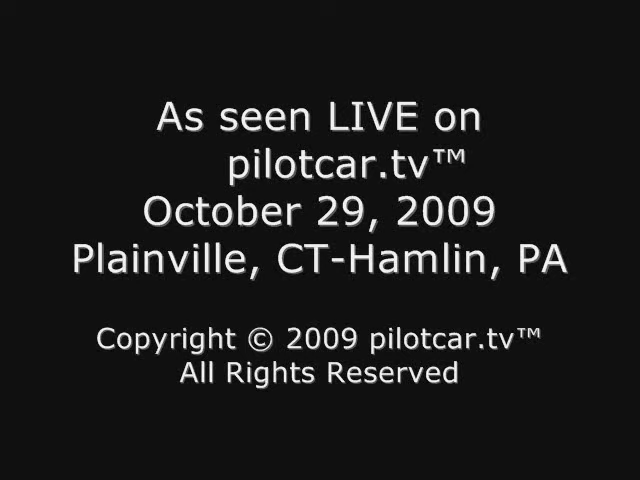 As seen LIVE on
pilotcar.tv™
October 29, 2009
Plainville, CT-Hamlin, PA
Copyright © 2009 pilotcar.tv™
All Rights Reserved